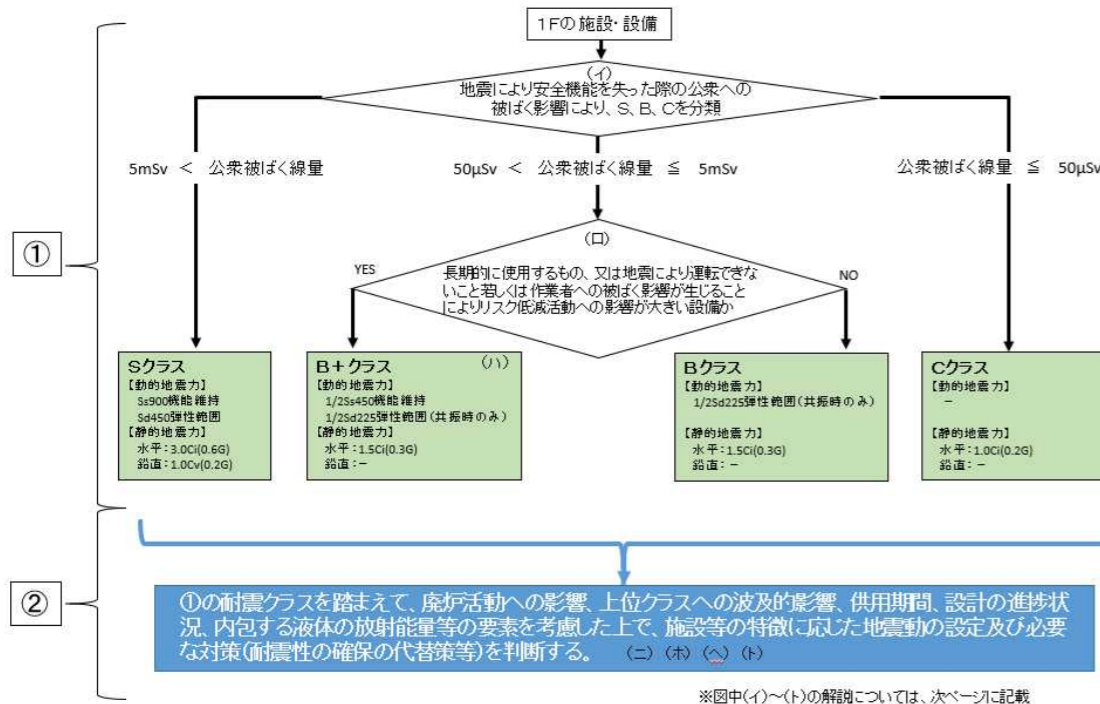 1Fの施設・設備
(イ)
地震により安全機能を失った際の公衆への
被ばく影響により、S、B、Cを分類
5mSv < 公衆被ばく線量
50μSv < 公衆被ばく線量 ≦ 5mSv
公衆被ばく線量 ≦ 50μSv
①
(ロ)
YES
長期的に使用するもの、又は地震により運転できな
いこと若しくは作業者への被ばく影響が生じること
によりリスク低減活動への影響が大きい設備か
NO
Sクラス
【動的地震力】
Ss900機能維持
Sd450弾性範囲
【静的地震力】
水平:3.0Ci(0.6G)
鉛直:1.0Cv(0.2G)
B+クラス (ハ)
【動的地震力】
1/2Ss450機能維持
1/2Sd225弾性範囲(共振時のみ)
【静的地震力】
水平:1.5Ci(0.3G)
鉛直:-
Bクラス
【動的地震力】
1/2Sd225弾性範囲(共振時のみ)
【静的地震力】
水平:1.5Ci(0.3G)
鉛直:-
Cクラス
【動的地震力】
-
【静的地震力】
水平:1.0Ci(0.2G)
鉛直:-
②
①の耐震クラスを踏まえて、廃炉活動への影響、上位クラスへの波及的影響、供用期間、設計の進捗状
況、内包する液体の放射能量等の要素を考慮した上で、施設等の特徴に応じた地震動の設定及び必要
な対策(耐震性の確保の代替策等)を判断する。 (ニ) (ホ) (ヘ) (ト)
※図中(イ)~(ト)の解説については、次ページに記載